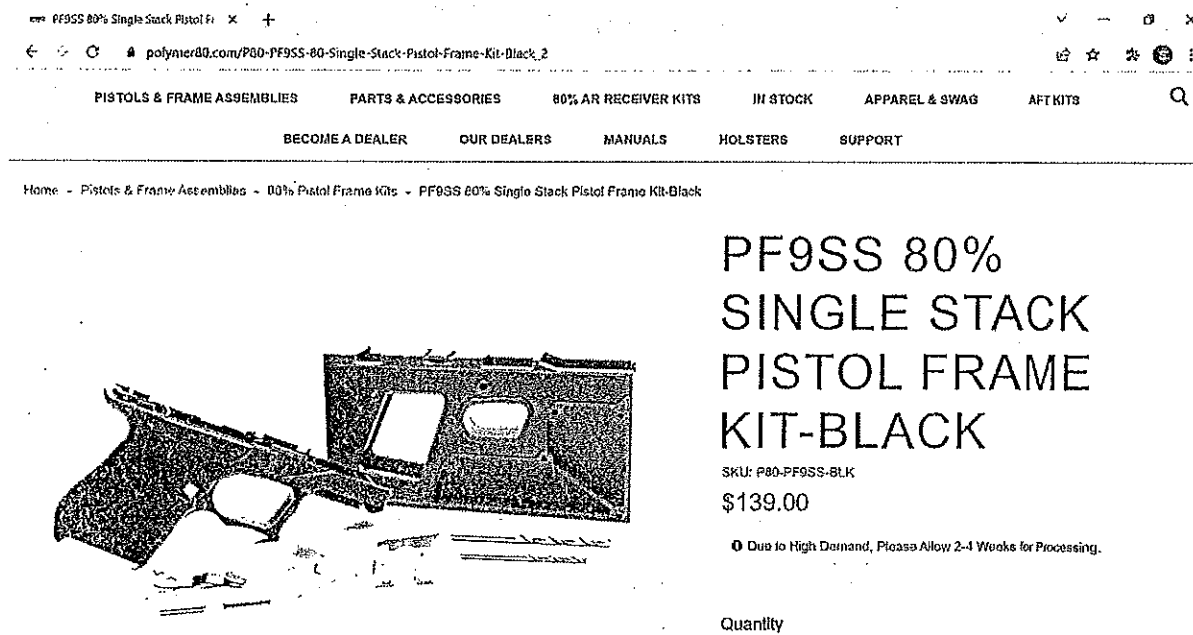 PF9SS 80% Single Stack Pistol Fr
polymer80.com/P80-PF9SS-80-Single-Stack-Pistol-Frame-Kit-Black_2
PISTOLS & FRAME ASSEMBLIES PARTS & ACCESSORIES 80% AR RECEIVER KITS IN STOCK APPAREL & SWAG AFT KITS
BECOME A DEALER OUR DEALERS MANUALS HOLSTERS SUPPORT
Home - Pistols & Frame Assemblies - 80% Pistol Frame Kits - PF9SS 80% Single Stack Pistol Frame Kit-Black
PF9SS 80%
SINGLE STACK
PISTOL FRAME
KIT-BLACK
SKU: P80-PF9SS-BLK
$139.00
Due to High Demand, Please Allow 2-4 Weeks for Processing.
Quantity